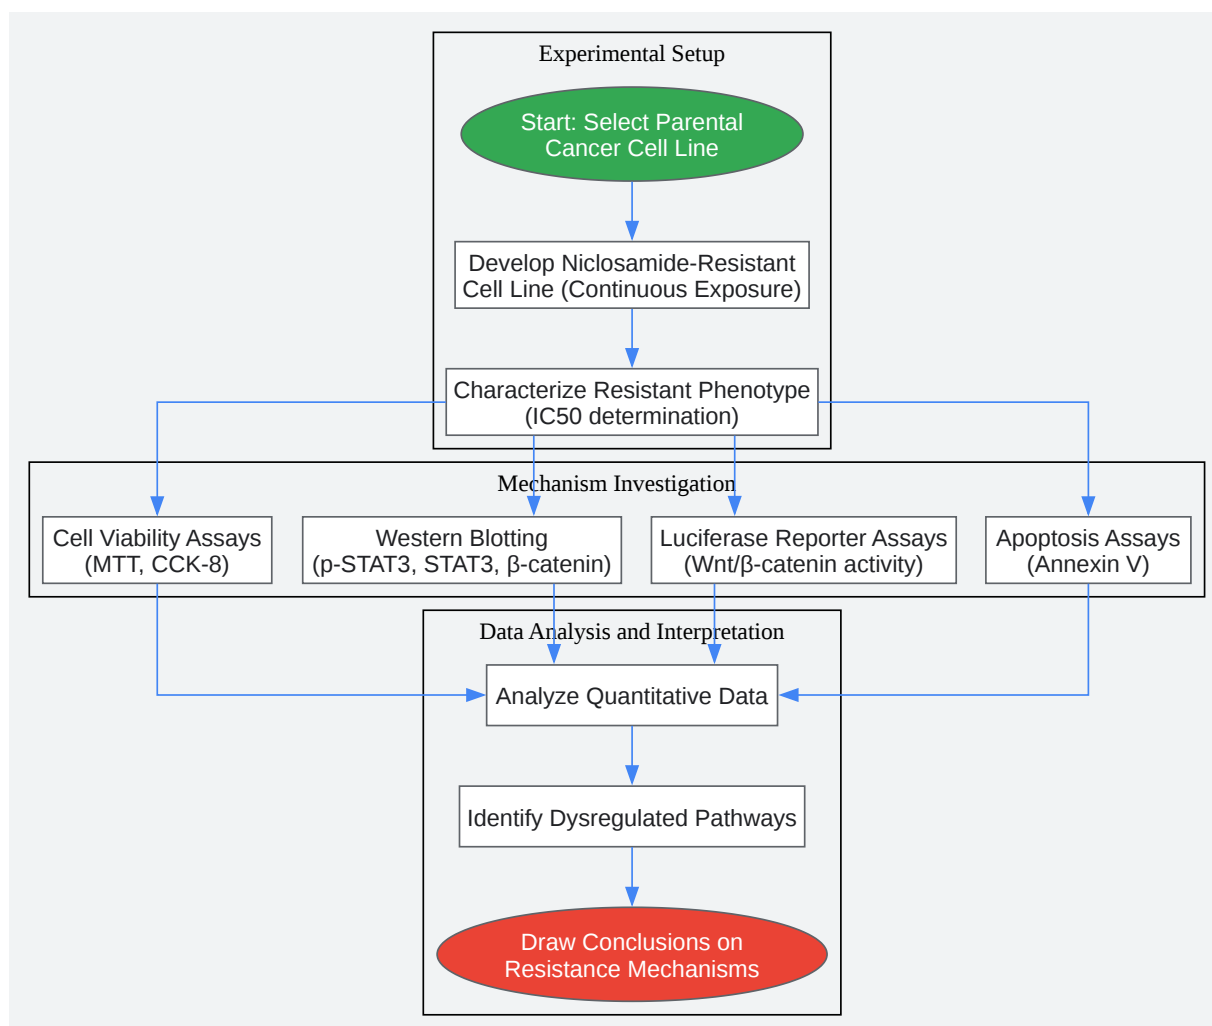 Experimental Setup
Start: Select Parental
Cancer Cell Line
Develop Niclosamide-Resistant
Cell Line (Continuous Exposure)
Characterize Resistant Phenotype
(IC50 determination)
Mechanism Investigation
Cell Viability Assays
(MTT, CCK-8)
Western Blotting
(p-STAT3, STAT3, β-catenin)
Luciferase Reporter Assays
(Wnt/β-catenin activity)
Apoptosis Assays
(Annexin V)
Data Analysis and Interpretation
Analyze Quantitative Data
Identify Dysregulated Pathways
Draw Conclusions on
Resistance Mechanisms